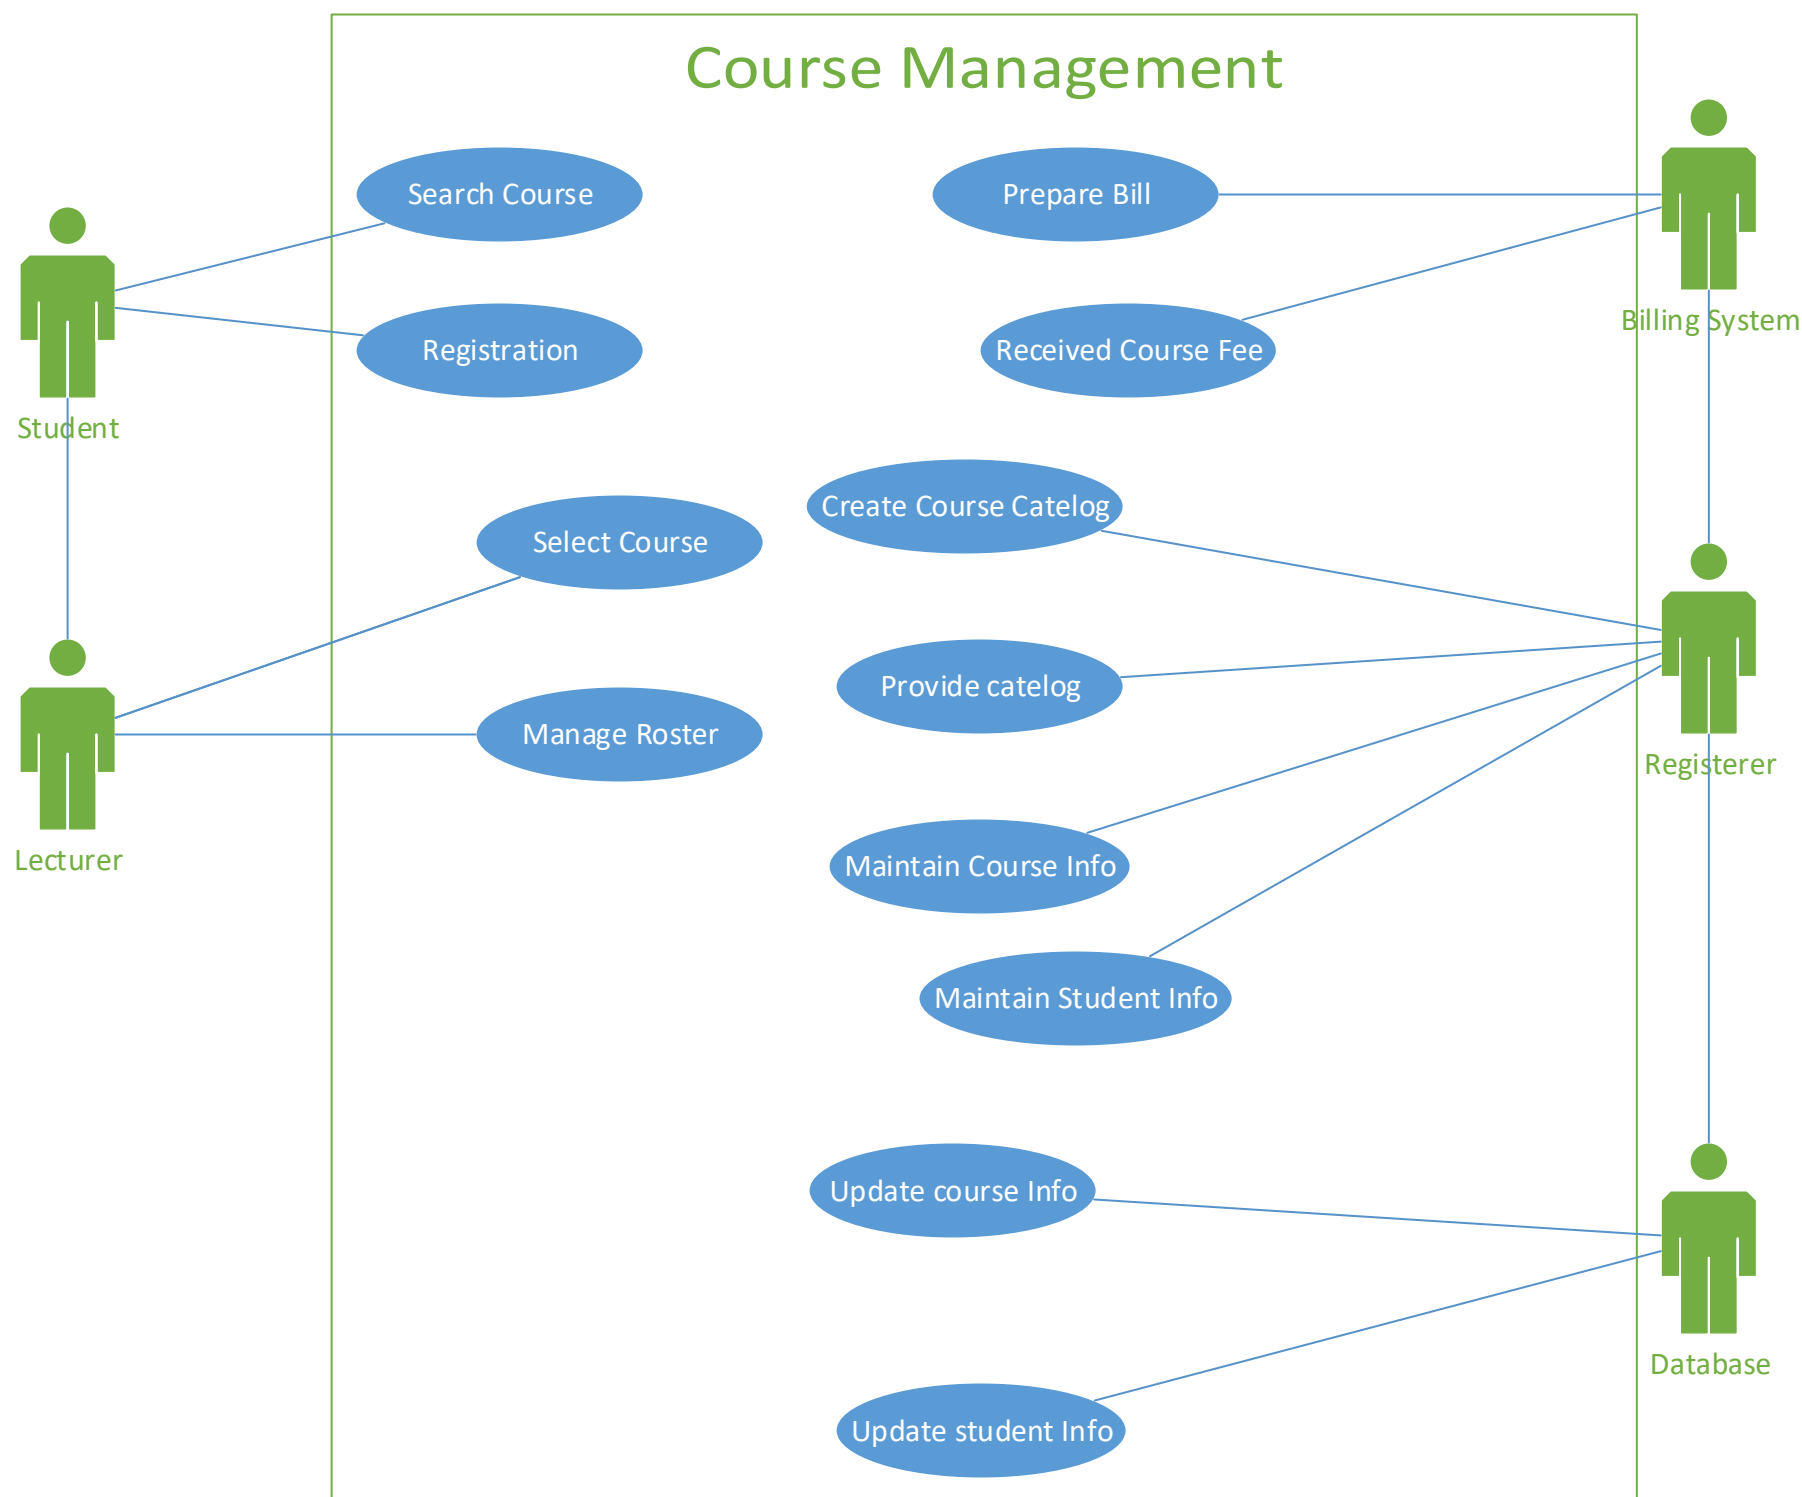 Course Management
Search Course
Prepare Bill
Billing System
Registration
Received Course Fee
Student
Create Course Catelog
Select Course
Provide catelog
Manage Roster
Registerer
Lecturer
Maintain Course Info
Maintain Student Info
Update course Info
Database
Update student Info